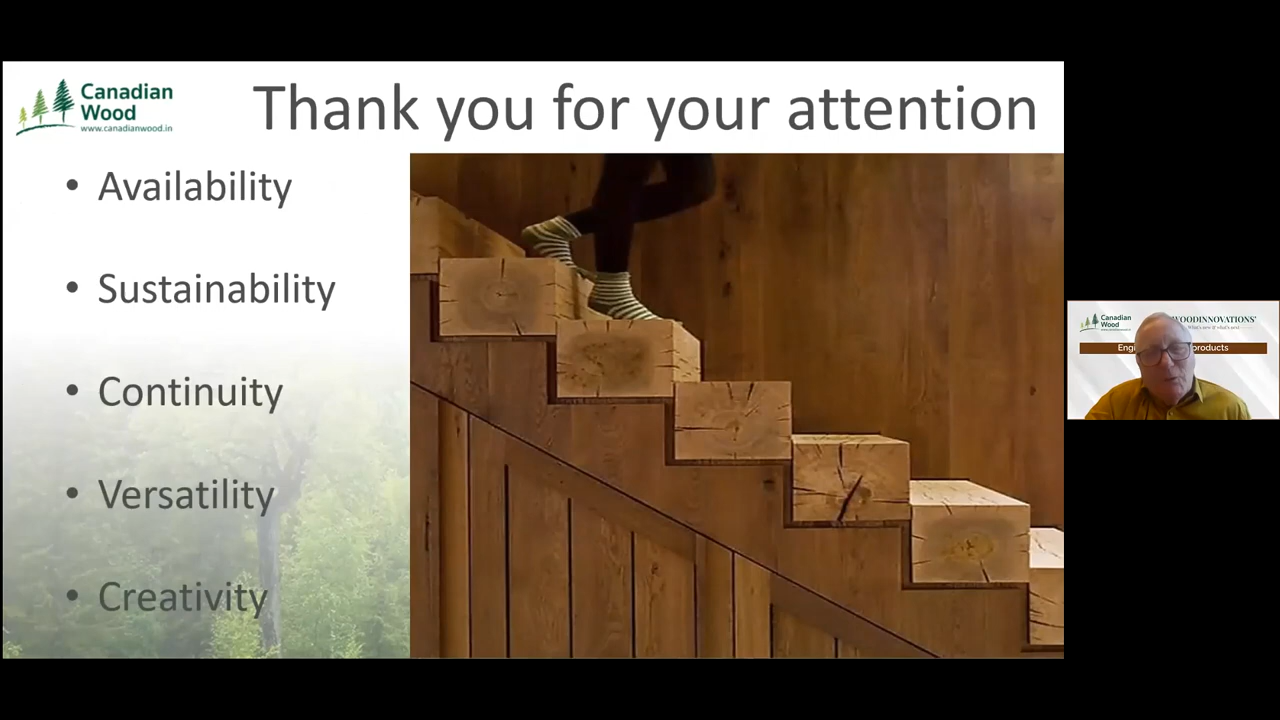 Canadian
Wood
www.canadianwood.in
Thank you for your attention
• Availability
• Sustainability
• Continuity
• Versatility
• Creativity
Canadian
Wood
WOODINNOVATIONS'
What's new & what's next
products